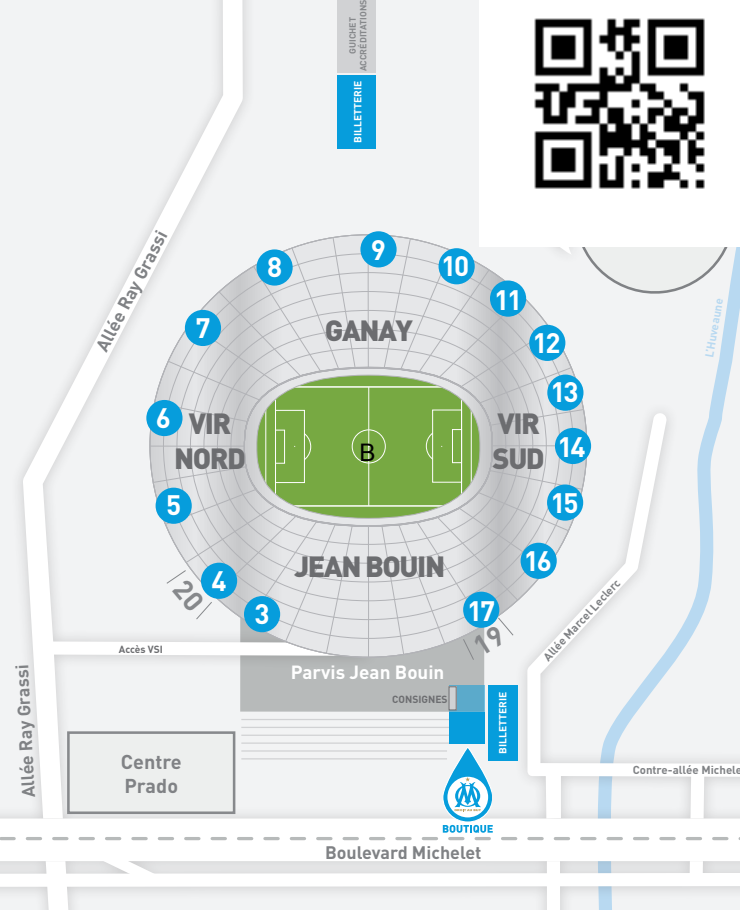 GUICHET
ACCRÉDITATIONS
BILLETTERIE
Allée Ray Grassi
8
9
10
11
7
GANAY
12
L'Huveaune
13
6
VIR
NORD
B
VIR
SUD
14
5
15
16
JEAN BOUIN
4
20
3
17
19
Allée Marcel Leclerc
Accès VSI
Parvis Jean Bouin
CONSIGNES
BILLETTERIE
Allée Ray Grassi
Centre
Prado
Contre-allée Michele
BOUTIQUE
Boulevard Michelet